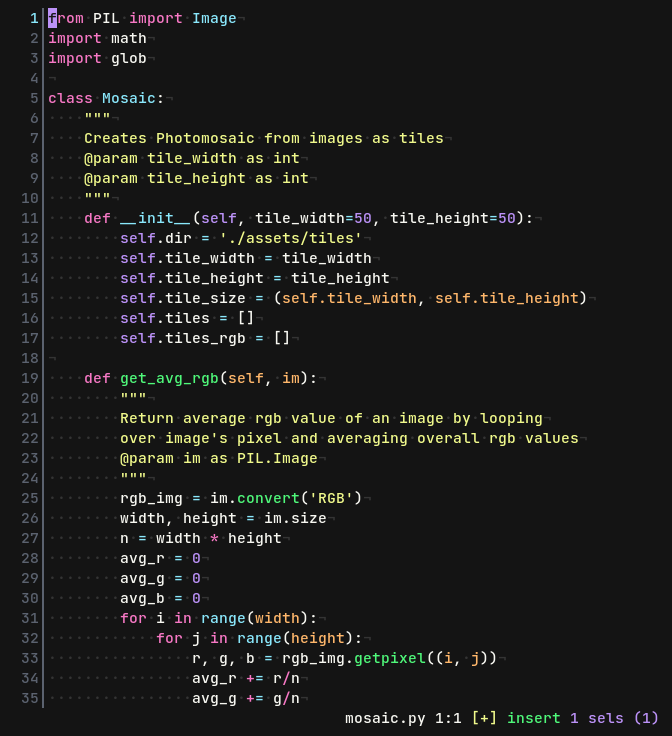 1 from PIL import Image¬
2 import math¬
3 import glob¬
4 ¬
5 class Mosaic:¬
6 ····"""¬
7 ····Creates·Photomosaic·from·images·as·tiles¬
8 ····@param·tile_width·as·int¬
9 ····@param·tile_height·as·int¬
10 ····"""¬
11 ····def·__init__(self,·tile_width=50,·tile_height=50):¬
12 ········self.dir·=·'./assets/tiles'¬
13 ········self.tile_width·=·tile_width¬
14 ········self.tile_height·=·tile_height¬
15 ········self.tile_size·=·(self.tile_width,·self.tile_height)¬
16 ········self.tiles·=·[]¬
17 ········self.tiles_rgb·=·[]¬
18 ¬
19 ····def·get_avg_rgb(self,·im):¬
20 ········"""¬
21 ········Return·average·rgb·value·of·an·image·by·looping¬
22 ········over·image's·pixel·and·averaging·overall·rgb·values¬
23 ········@param·im·as·PIL.Image¬
24 ········"""¬
25 ········rgb_img·=·im.convert('RGB')¬
26 ········width,·height·=·im.size¬
27 ········n·=·width·*·height¬
28 ········avg_r·=·0¬
29 ········avg_g·=·0¬
30 ········avg_b·=·0¬
31 ········for·i·in·range(width):¬
32 ············for·j·in·range(height):¬
33 ················r,·g,·b·=·rgb_img.getpixel((i,·j))¬
34 ················avg_r·+=·r/n¬
35 ················avg_g·+=·g/n¬
mosaic.py 1:1 [+] insert 1 sels (1)